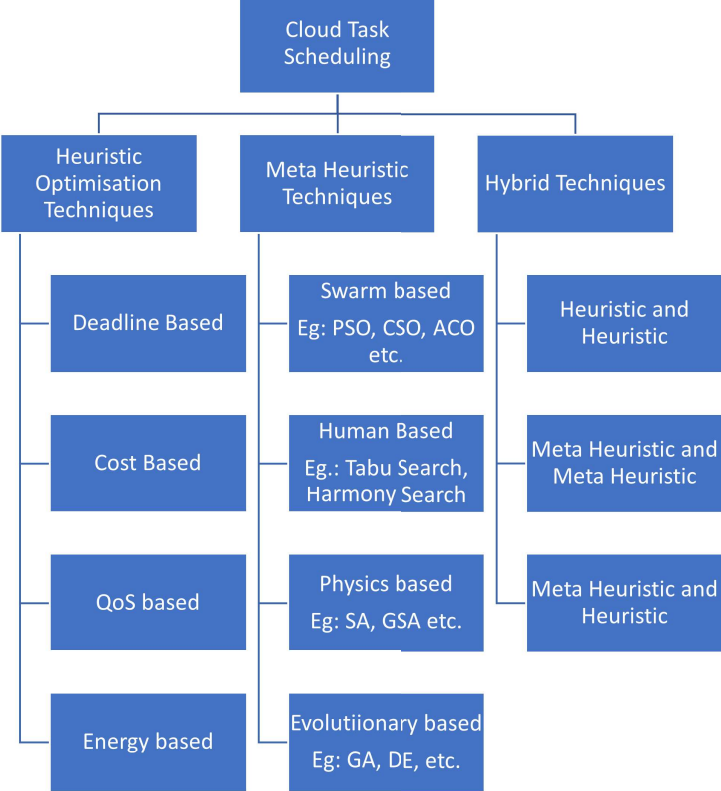 Cloud Task
Scheduling
Heuristic
Optimisation
Techniques
Meta Heuristic
Techniques
Hybrid Techniques
Deadline Based
Cost Based
QoS based
Energy based
Swarm based
Eg: PSO, CSO, ACO
etc.
Human Based
Eg.: Tabu Search,
Harmony Search
Physics based
Eg: SA, GSA etc.
Evolutiionary based
Eg: GA, DE, etc.
Heuristic and
Heuristic
Meta Heuristic and
Meta Heuristic
Meta Heuristic and
Heuristic